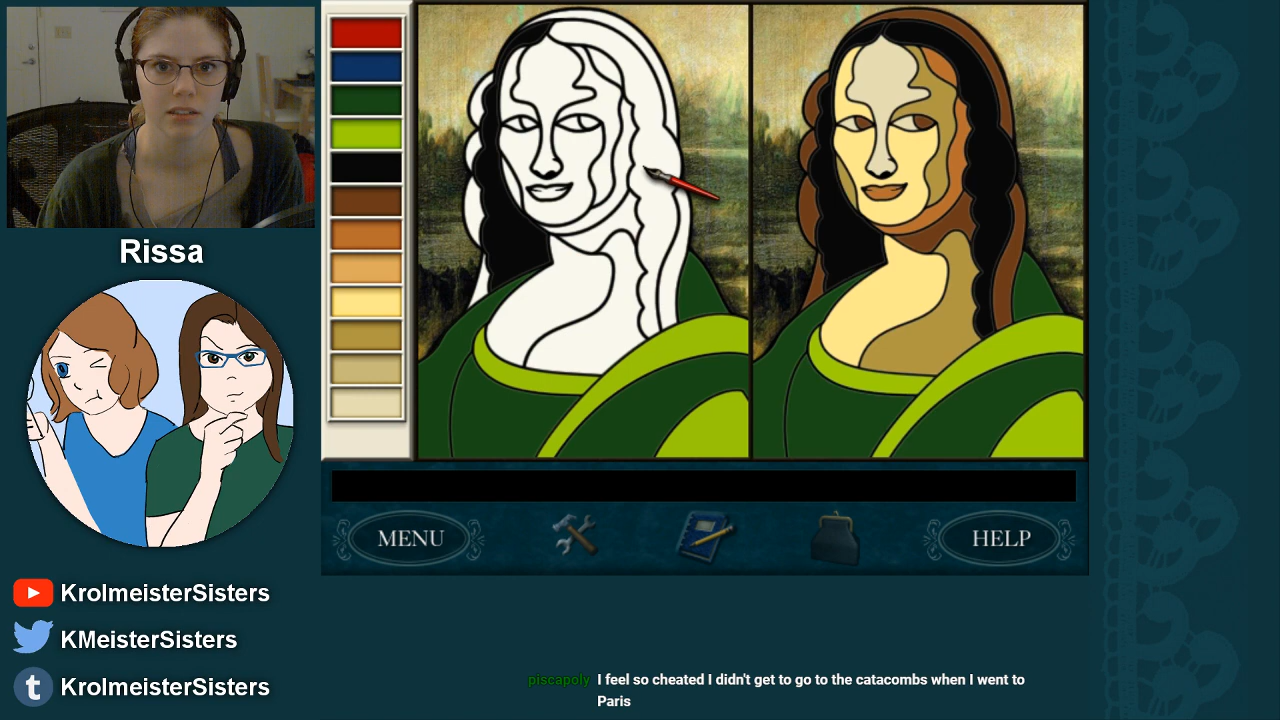 Rissa
KrolmeisterSisters
KMeisterSisters
t KrolmeisterSisters
MENU
HELP
piscapoly I feel so cheated I didn't get to go to the catacombs when I went to
Paris